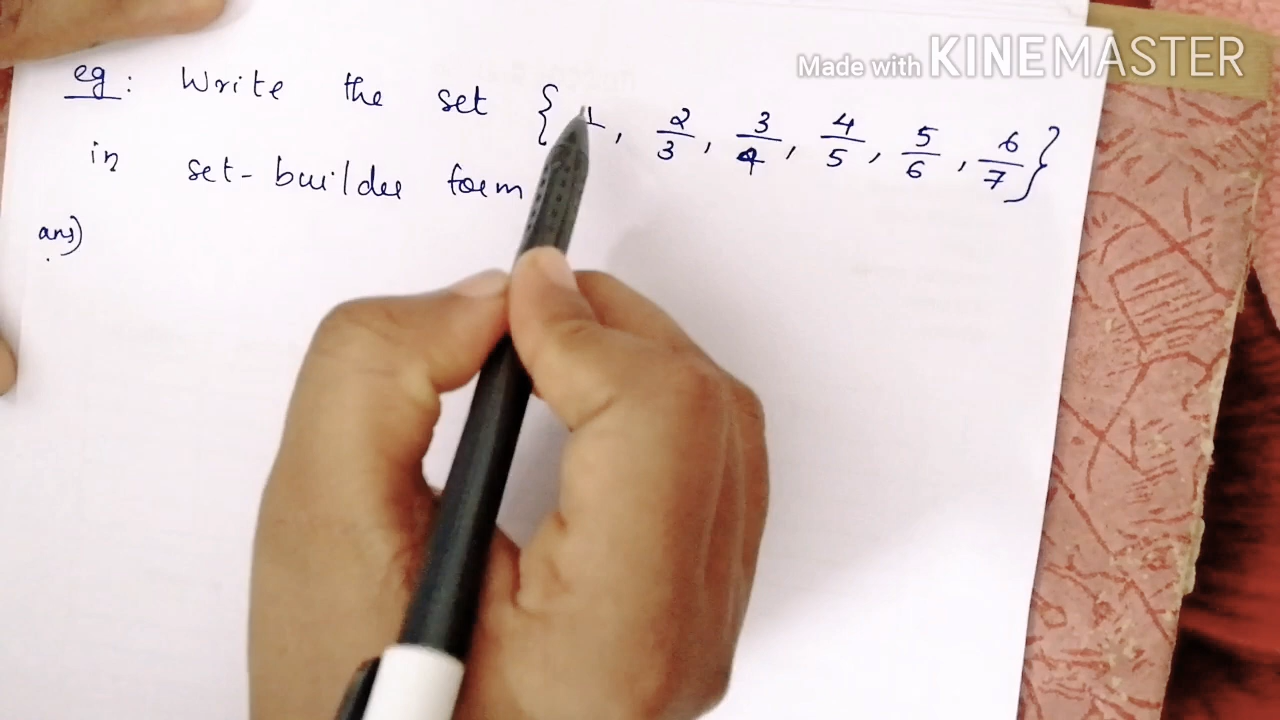 Made with KINEMASTER
eg: Write the set { 1, 2/3, 3/4, 4/5, 5/6, 6/7 }
in set-builder form
ans)